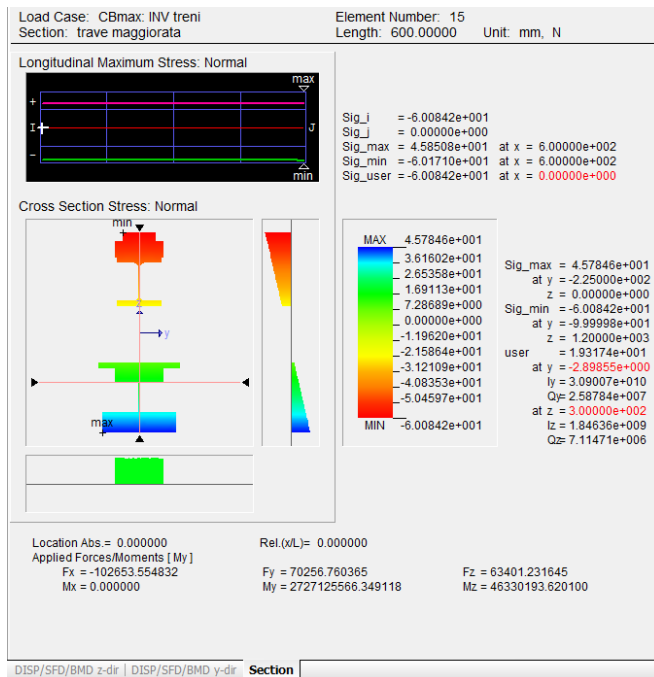 Load Case: CBmax: INV treni Element Number: 15
Section: trave maggiorata Length: 600.00000 Unit: mm, N
Longitudinal Maximum Stress: Normal
max
+
I
J
−
min
Sig_i = -6.00842e+001
Sig_j = 0.00000e+000
Sig_max = 4.58508e+001 at x = 6.00000e+002
Sig_min = -6.01710e+001 at x = 6.00000e+002
Sig_user = -6.00842e+001 at x = 0.00000e+000
Cross Section Stress: Normal
min
z
y
max
MAX 4.57846e+001
3.61602e+001
2.65358e+001
1.69113e+001
7.28689e+000
0.00000e+000
-1.19620e+001
-2.15864e+001
-3.12109e+001
-4.08353e+001
-5.04597e+001
MIN -6.00842e+001
Sig_max = 4.57846e+001
at y = -2.25000e+002
z = 0.00000e+000
Sig_min = -6.00842e+001
at y = -9.99998e+001
z = 1.20000e+003
user = 1.93174e+001
at y = -2.89855e+000
Iy = 3.09007e+010
Qy= 2.58784e+007
at z = 3.00000e+002
Iz = 1.84636e+009
Qz= 7.11471e+006
Location Abs.= 0.000000 Rel.(x/L)= 0.000000
Applied Forces/Moments [ My ]
Fx = -102653.554832 Fy = 70256.760365 Fz = 63401.231645
Mx = 0.000000 My = 2727125566.349118 Mz = 46330193.620100
DISP/SFD/BMD z-dir DISP/SFD/BMD y-dir Section